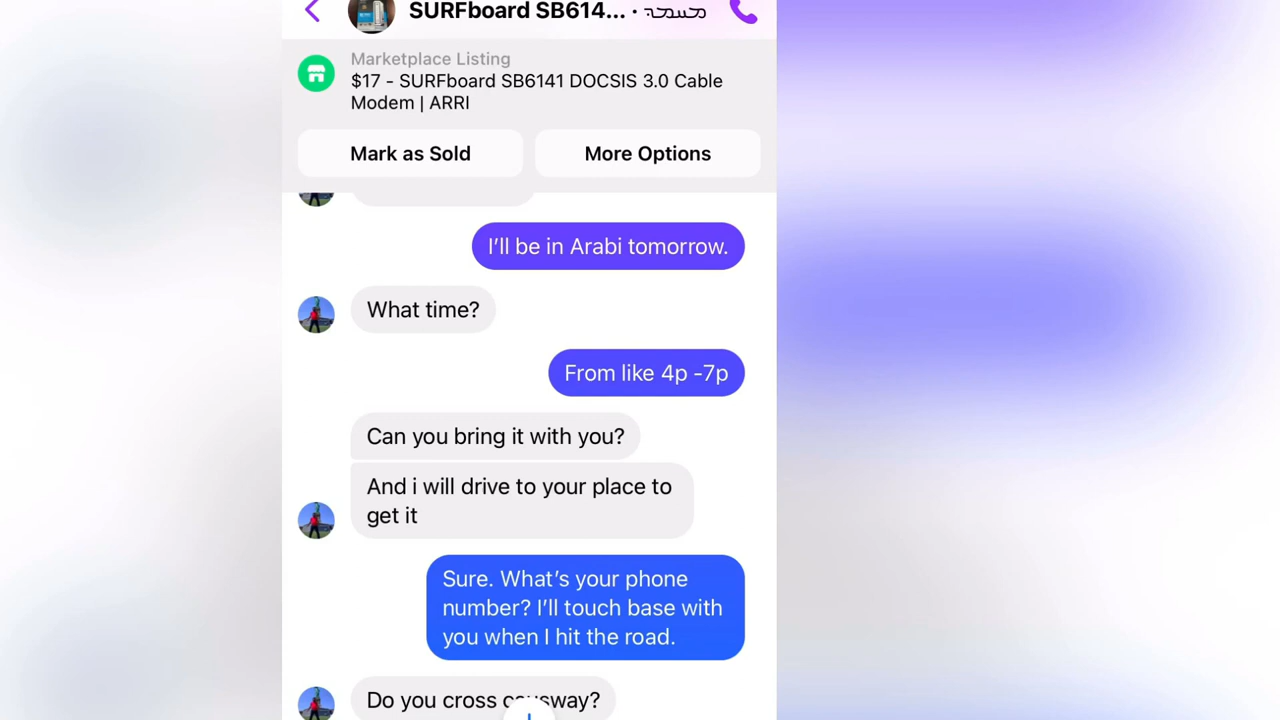 SURFboard SB614... ·
Marketplace Listing
$17 - SURFboard SB6141 DOCSIS 3.0 Cable
Modem | ARRI
Mark as Sold
More Options
I'll be in Arabi tomorrow.
What time?
From like 4p -7p
Can you bring it with you?
And i will drive to your place to
get it
Sure. What's your phone
number? I'll touch base with
you when I hit the road.
Do you cross